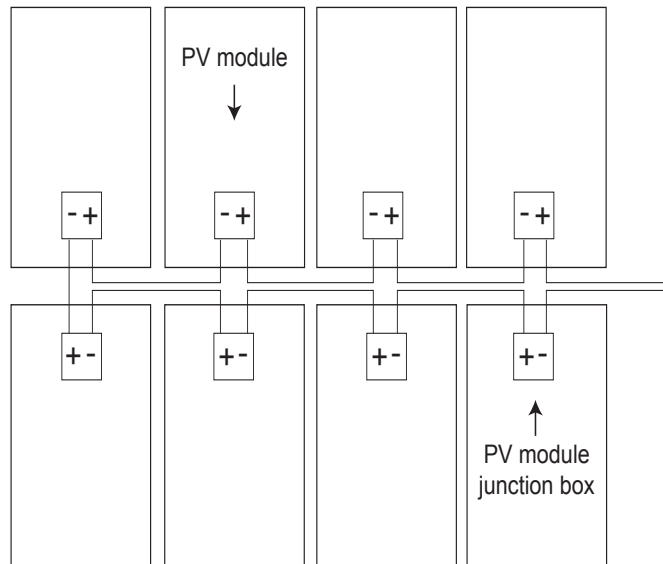 PV module
- + - + - + - +
+ - + - + - + -
PV module
junction box